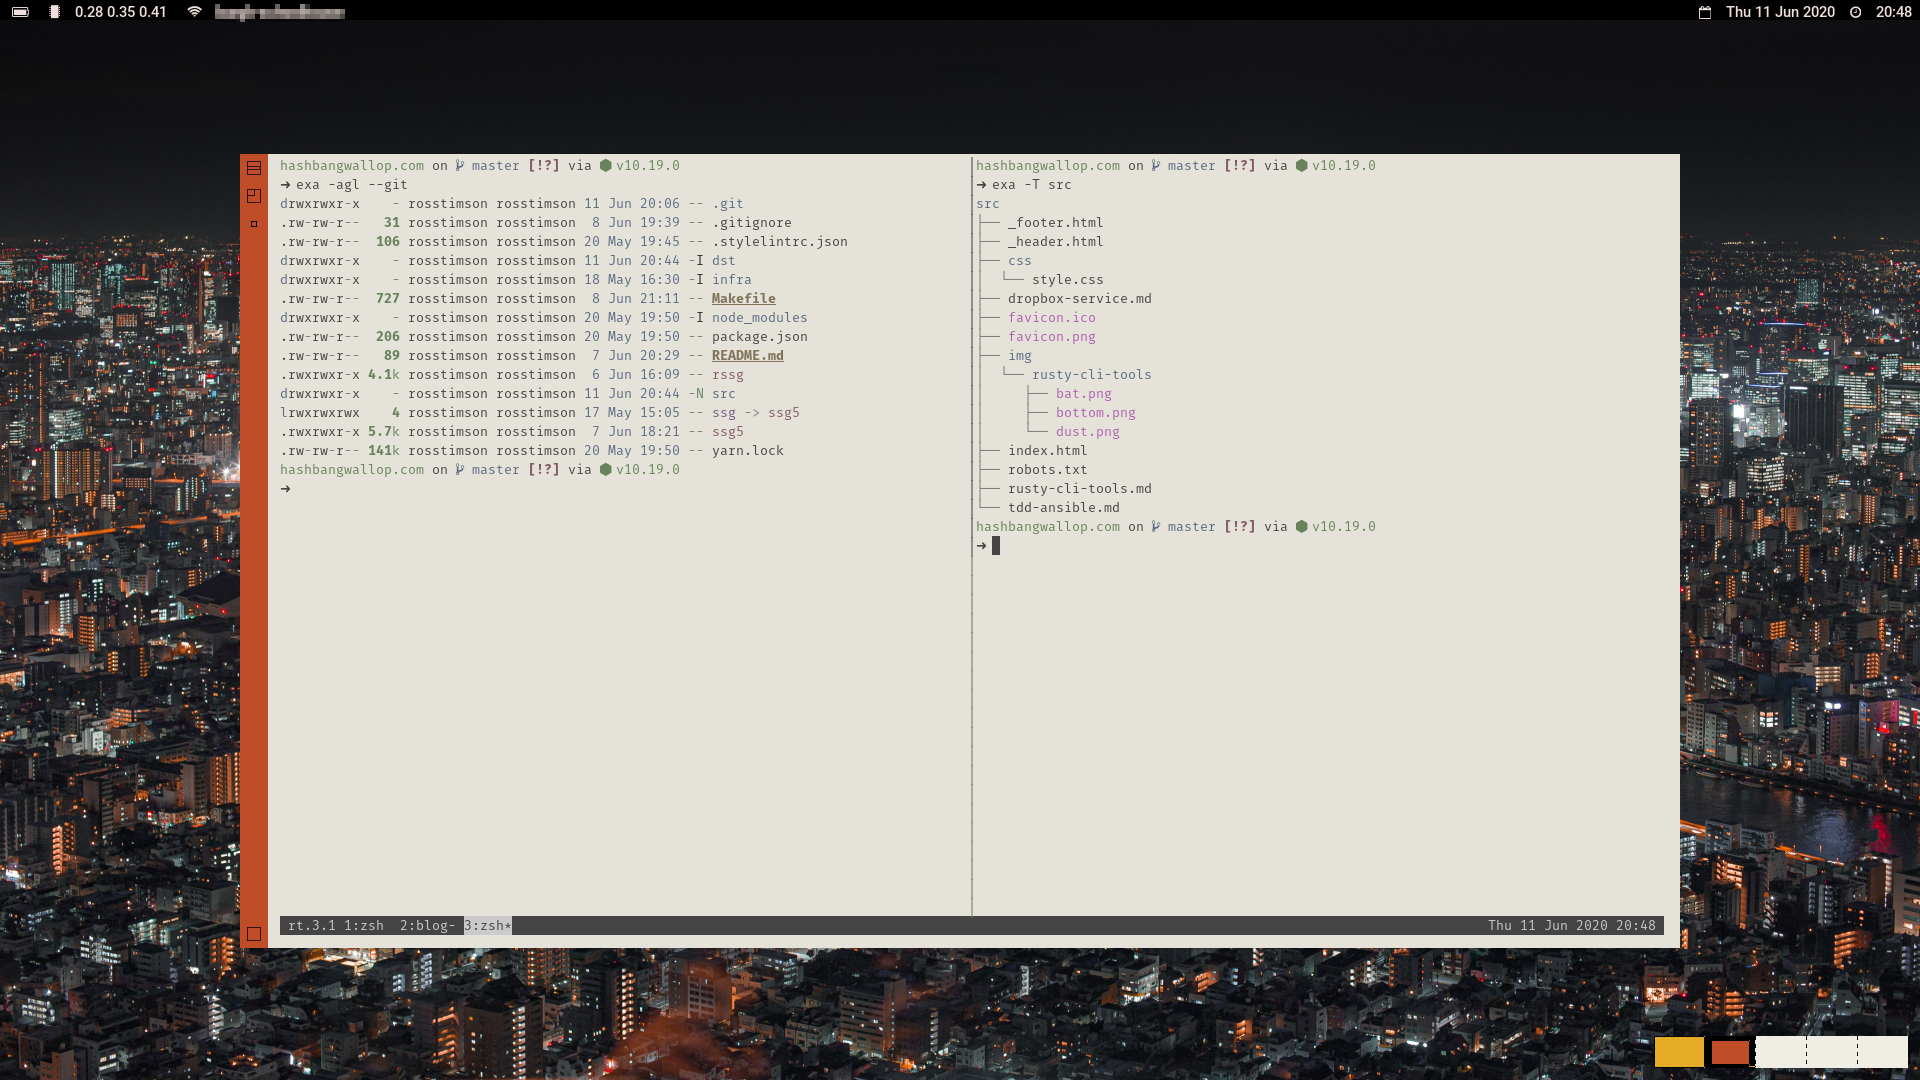 0.28 0.35 0.41
Thu 11 Jun 2020 20:48
hashbangwallop.com on master [!?] via v10.19.0
➜ exa -agl --git
drwxrwxr-x - rosstimson rosstimson 11 Jun 20:06 -- .git
.rw-rw-r-- 31 rosstimson rosstimson 8 Jun 19:39 -- .gitignore
.rw-rw-r-- 106 rosstimson rosstimson 20 May 19:45 -- .stylelintrc.json
drwxrwxr-x - rosstimson rosstimson 11 Jun 20:44 -I dst
drwxrwxr-x - rosstimson rosstimson 18 May 16:30 -I infra
.rw-rw-r-- 727 rosstimson rosstimson 8 Jun 21:11 -- Makefile
drwxrwxr-x - rosstimson rosstimson 20 May 19:50 -I node_modules
.rw-rw-r-- 206 rosstimson rosstimson 20 May 19:50 -- package.json
.rw-rw-r-- 89 rosstimson rosstimson 7 Jun 20:29 -- README.md
.rwxrwxr-x 4.1k rosstimson rosstimson 6 Jun 16:09 -- rssg
drwxrwxr-x - rosstimson rosstimson 11 Jun 20:44 -N src
lrwxrwxrwx 4 rosstimson rosstimson 17 May 15:05 -- ssg -> ssg5
.rwxrwxr-x 5.7k rosstimson rosstimson 7 Jun 18:21 -- ssg5
.rw-rw-r-- 141k rosstimson rosstimson 20 May 19:50 -- yarn.lock
hashbangwallop.com on master [!?] via v10.19.0
➜
hashbangwallop.com on master [!?] via v10.19.0
➜ exa -T src
src
├── _footer.html
├── _header.html
├── css
│  └── style.css
├── dropbox-service.md
├── favicon.ico
├── favicon.png
├── img
│  └── rusty-cli-tools
│     ├── bat.png
│     ├── bottom.png
│     └── dust.png
├── index.html
├── robots.txt
├── rusty-cli-tools.md
└── tdd-ansible.md
hashbangwallop.com on master [!?] via v10.19.0
➜
rt.3.1 1:zsh 2:blog- 3:zsh*
Thu 11 Jun 2020 20:48